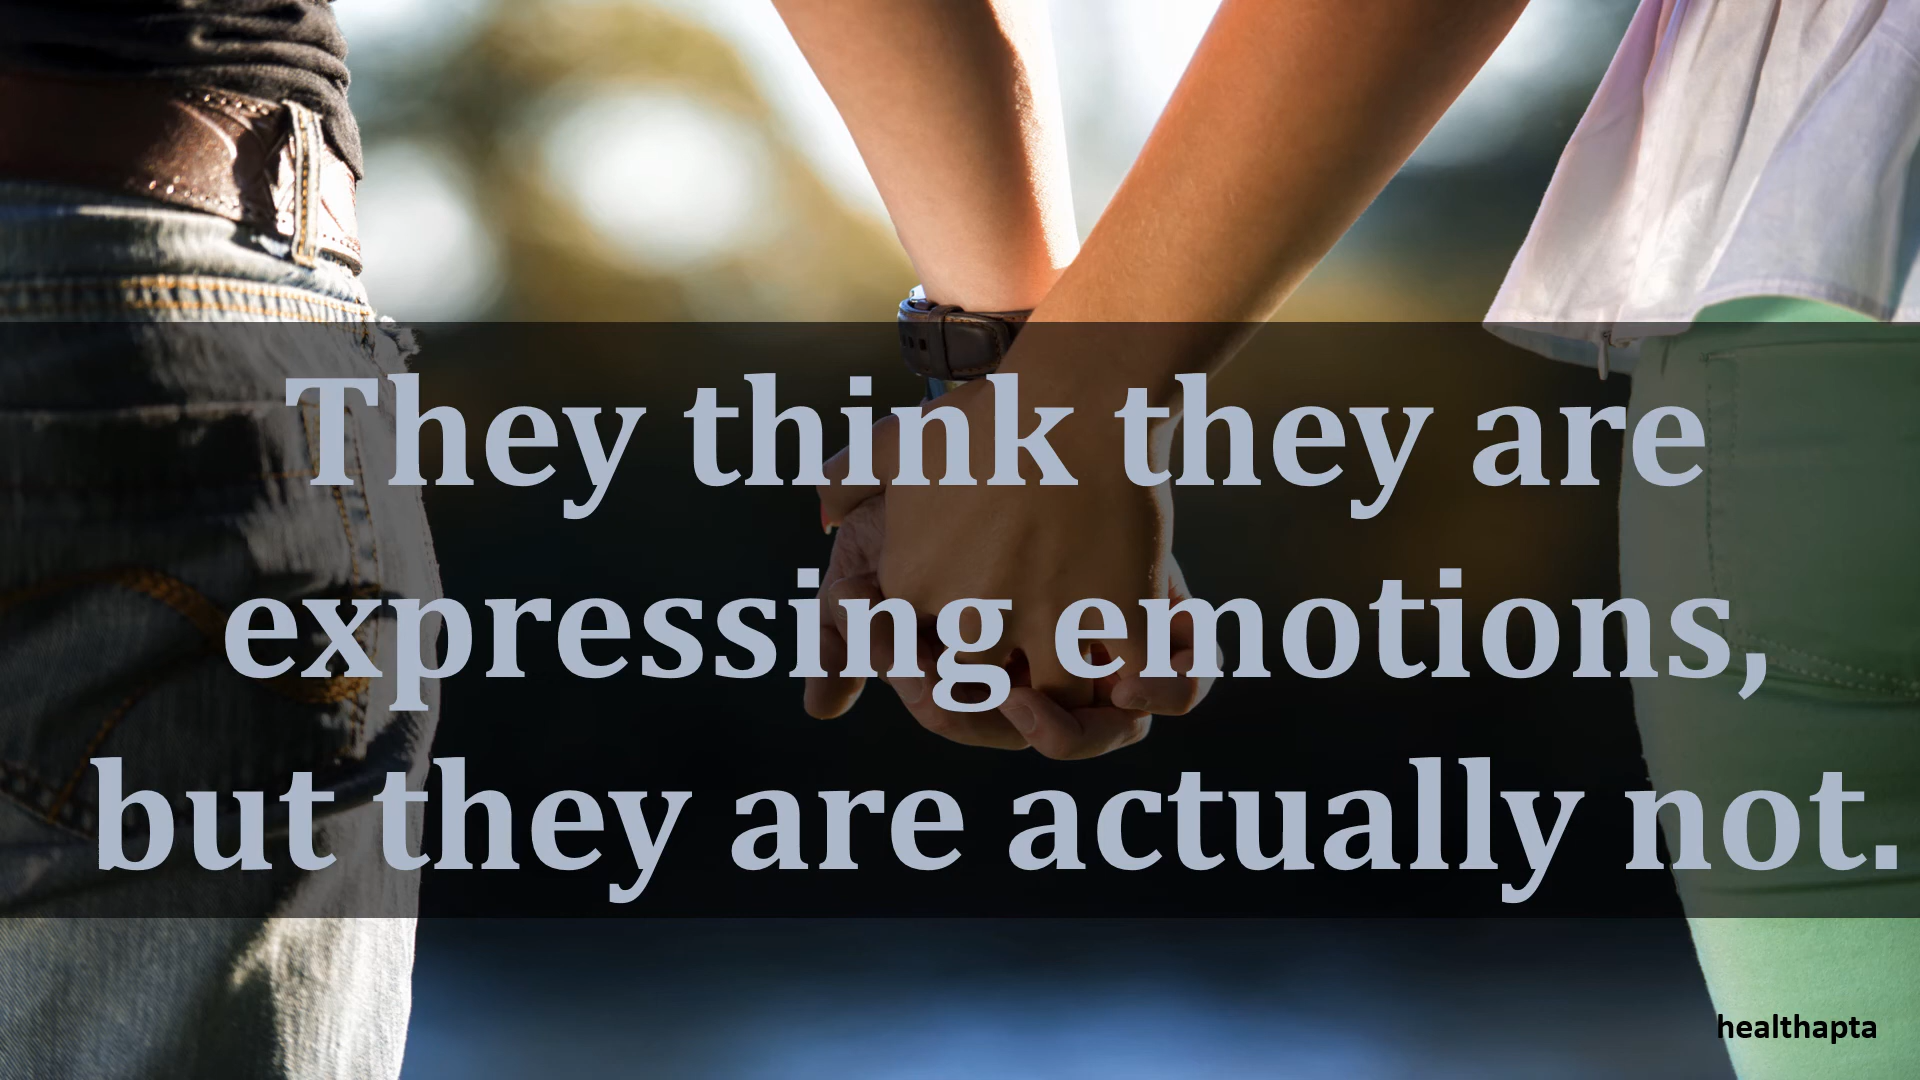 They think they are
expressing emotions,
but they are actually not.
healthapta